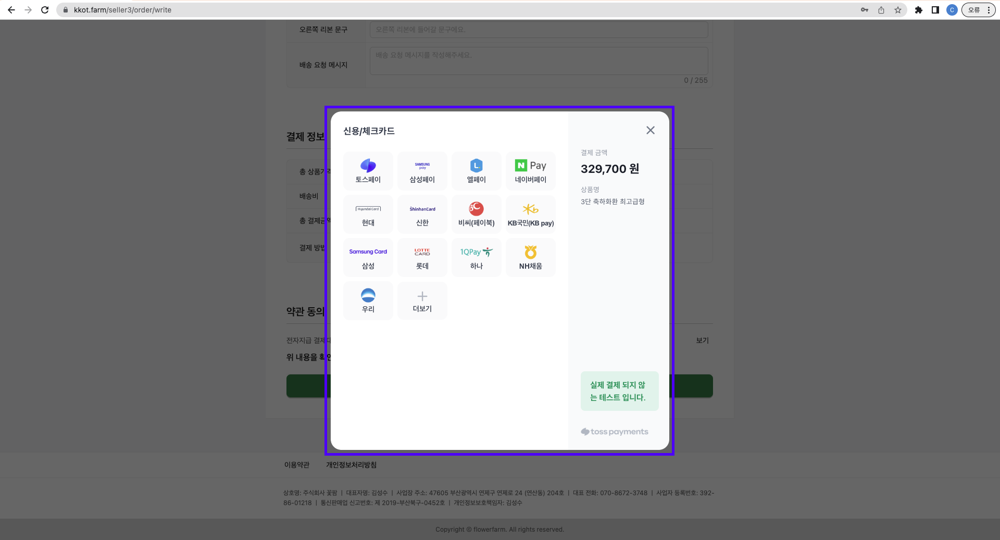 kkot.farm/seller3/order/write
C
오류
오른쪽 리본 문구
오른쪽 리본에 들어갈 문구예요.
배송 요청 메시지
배송 요청 메시지를 작성해주세요.
0 / 255
결제 정보
총 상품가격
배송비
총 결제금액
결제 방법
약관 동의
전자지급 결제대
보기
위 내용을 확인
신용/체크카드
토스페이
SAMSUNG
pay
삼성페이
L.
엘페이
N Pay
네이버페이
Hyundai Card
현대
ShinhanCard
신한
BC
비씨(페이북)
Kb
KB국민(KB pay)
Samsung Card
삼성
LOTTE
CARD
롯데
1QPay
하나
NH채움
우리
더보기
결제 금액
329,700 원
상품명
3단 축하화환 최고급형
실제 결제 되지 않
는 테스트 입니다.
toss payments
이용약관
개인정보처리방침
상호명: 주식회사 꽃팜 | 대표자명: 김성수 | 사업장 주소: 47605 부산광역시 연제구 연제로 24 (연산동) 204호 | 대표 전화: 070-8672-3748 | 사업자 등록번호: 392-
86-01218 | 통신판매업 신고번호: 제 2019-부산북구-0452호 | 개인정보보호책임자: 김성수
Copyright © flowerfarm. All rights reserved.